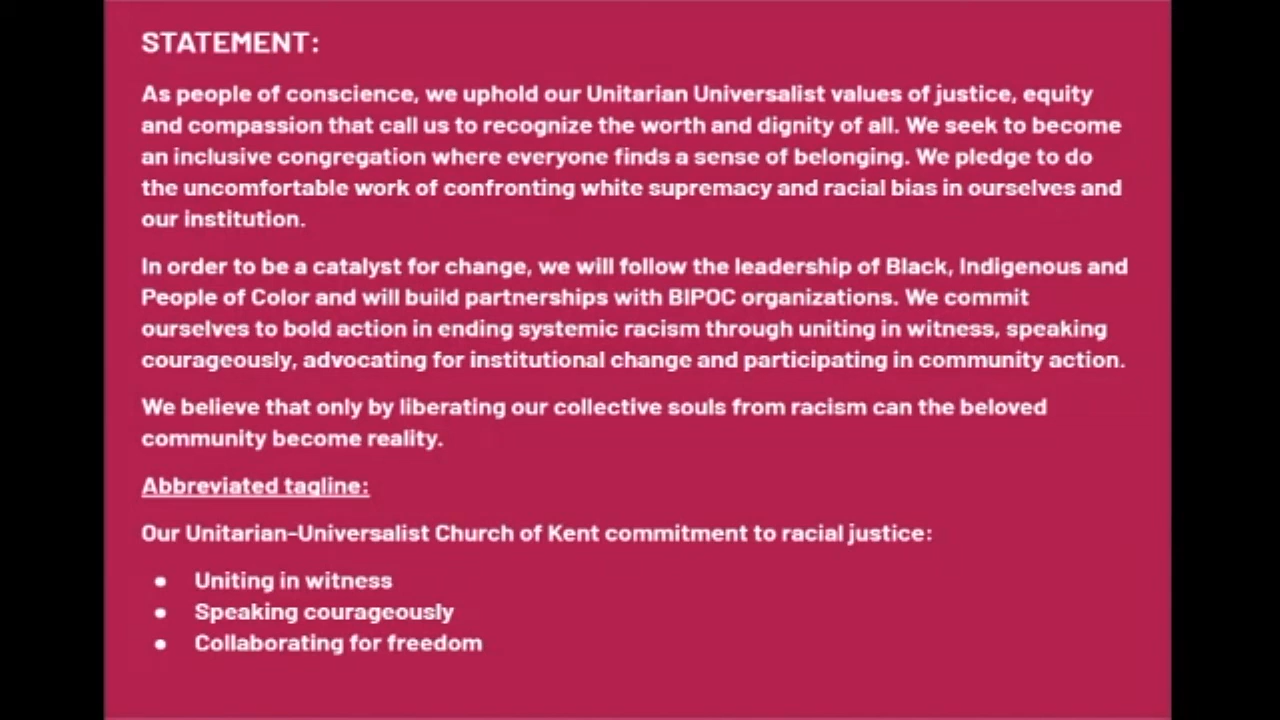 STATEMENT:
As people of conscience, we uphold our Unitarian Universalist values of justice, equity
and compassion that call us to recognize the worth and dignity of all. We seek to become
an inclusive congregation where everyone finds a sense of belonging. We pledge to do
the uncomfortable work of confronting white supremacy and racial bias in ourselves and
our institution.
In order to be a catalyst for change, we will follow the leadership of Black, Indigenous and
People of Color and will build partnerships with BIPOC organizations. We commit
ourselves to bold action in ending systemic racism through uniting in witness, speaking
courageously, advocating for institutional change and participating in community action.
We believe that only by liberating our collective souls from racism can the beloved
community become reality.
Abbreviated tagline:
Our Unitarian-Universalist Church of Kent commitment to racial justice:
● Uniting in witness
● Speaking courageously
● Collaborating for freedom